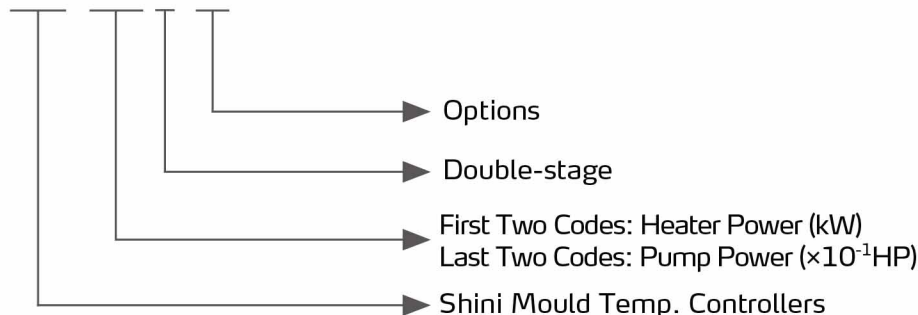 Options
Double-stage
First Two Codes: Heater Power (kW)
Last Two Codes: Pump Power (×10⁻¹HP)
Shini Mould Temp. Controllers